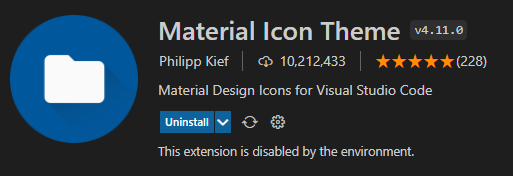 Material Icon Theme v4.11.0
Philipp Kief 10,212,433 (228)
Material Design Icons for Visual Studio Code
Uninstall
This extension is disabled by the environment.